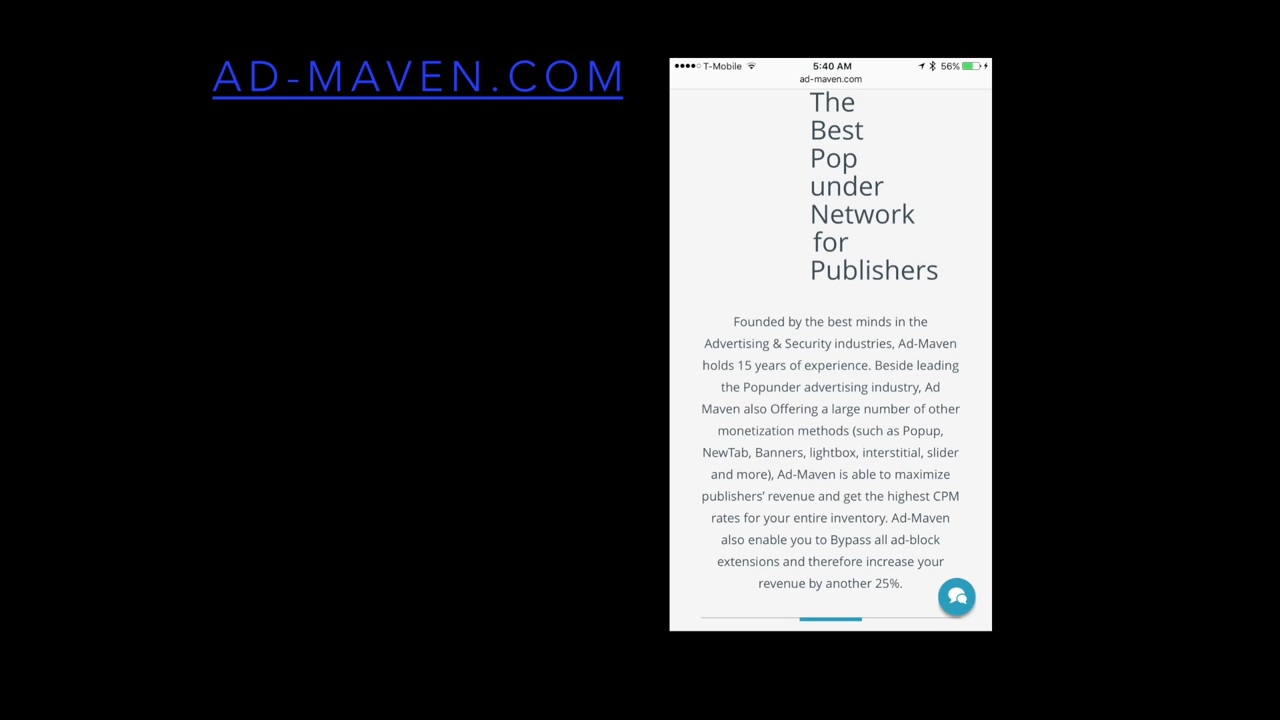 AD-MAVEN.COM
T-Mobile 5:40 AM 56%
ad-maven.com
The
Best
Pop
under
Network
for
Publishers
Founded by the best minds in the
Advertising & Security industries, Ad-Maven
holds 15 years of experience. Beside leading
the Popunder advertising industry, Ad
Maven also Offering a large number of other
monetization methods (such as Popup,
NewTab, Banners, lightbox, interstitial, slider
and more), Ad-Maven is able to maximize
publishers’ revenue and get the highest CPM
rates for your entire inventory. Ad-Maven
also enable you to Bypass all ad-block
extensions and therefore increase your
revenue by another 25%.